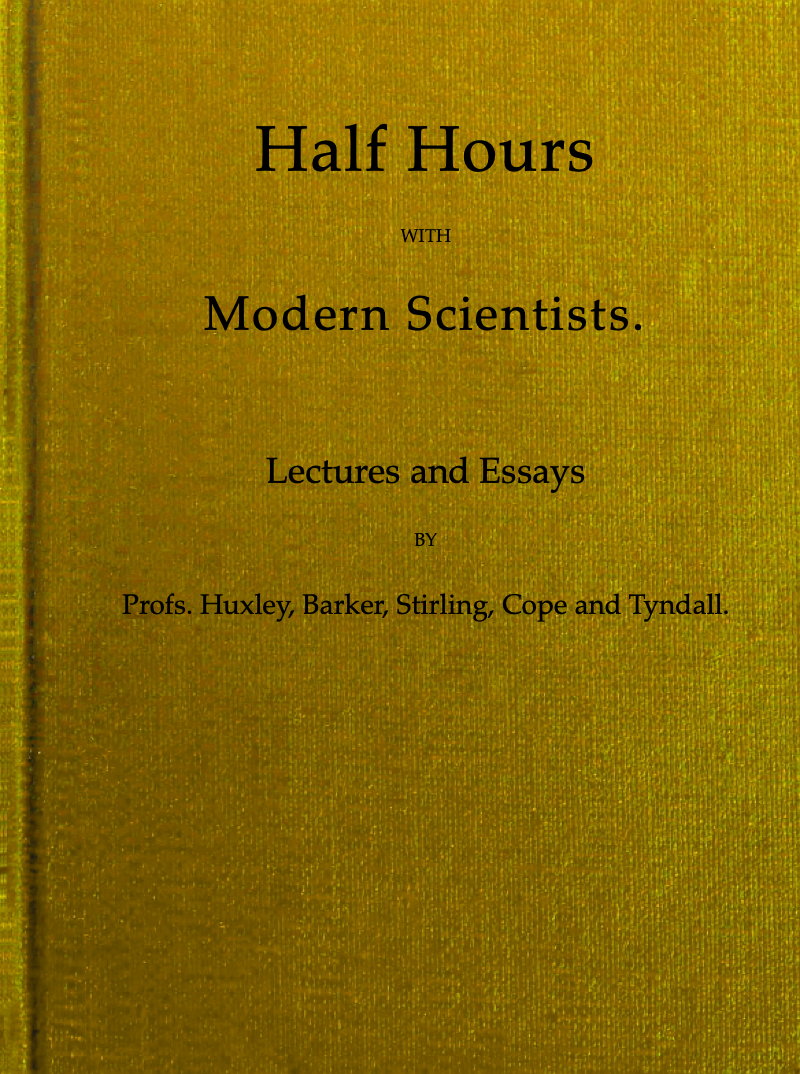 Half Hours
WITH
Modern Scientists.
Lectures and Essays
BY
Profs. Huxley, Barker, Stirling, Cope and Tyndall.